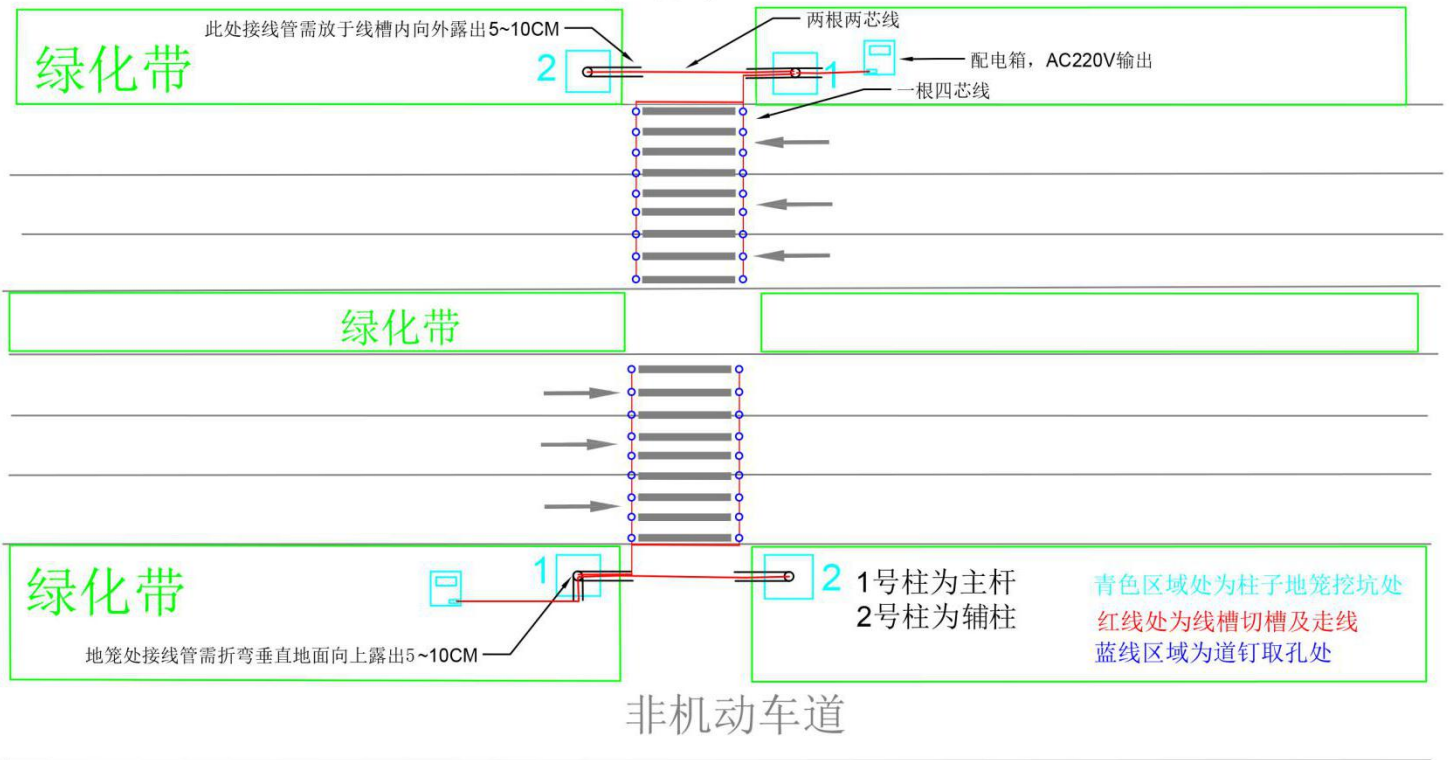 此处接线管需放于线槽内向外露出5~10CM
两根两芯线
绿化带
2
1
配电箱，AC220V输出
一根四芯线
绿化带
绿化带
1
2
1号柱为主杆
2号柱为辅柱
青色区域处为柱子地笼挖坑处
红线处为线槽切槽及走线
蓝线区域为道钉取孔处
地笼处接线管需折弯垂直地面向上露出5~10CM
非机动车道